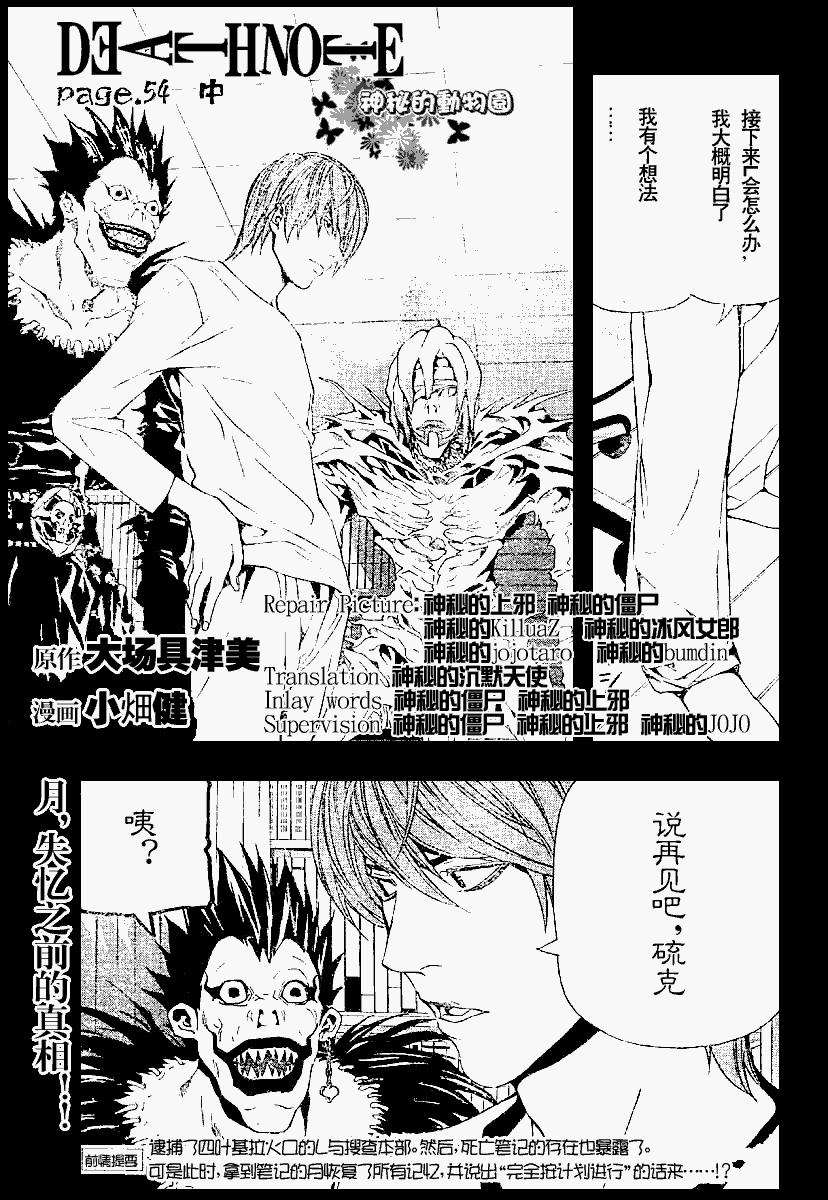 DEATHNOTE
page.54 中
神秘的動物園
接下来L会怎么办,
我大概明白了
我有个想法
……
Repair Picture:神秘的上邪 神秘的僵尸
神秘的KilluaZ 神秘的冰风女郎
神秘的jojotaro 神秘的bumdin
Translation 神秘的沉默天使
Inlay words 神秘的僵尸 神秘的上邪
Supervision 神秘的僵尸 神秘的上邪 神秘的JOJO
原作 大场具津美
漫画 小畑健
说再见吧,硫克
咦?
月,失忆之前的真相!!
前情提要
逮捕了四叶基拉火口的L与搜查本部。然后,死亡笔记的存在也暴露了。
可是此时,拿到笔记的月恢复了所有记忆,并说出“完全按计划进行”的话来……!?